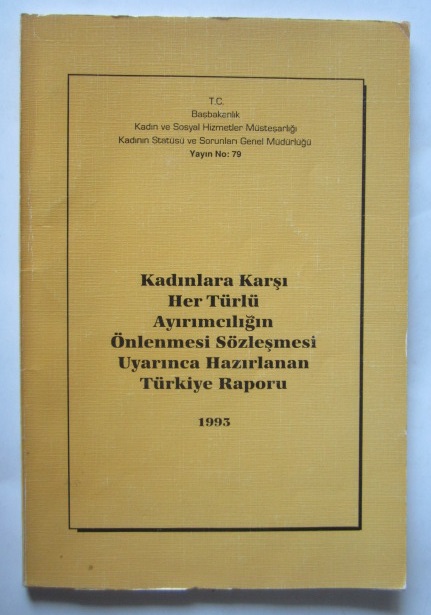 T.C.
Başbakanlık
Kadın ve Sosyal Hizmetler Müsteşarlığı
Kadının Statüsü ve Sorunları Genel Müdürlüğü
Yayın No: 79
Kadınlara Karşı
Her Türlü
Ayırımcılığın
Önlenmesi Sözleşmesi
Uyarınca Hazırlanan
Türkiye Raporu
1993